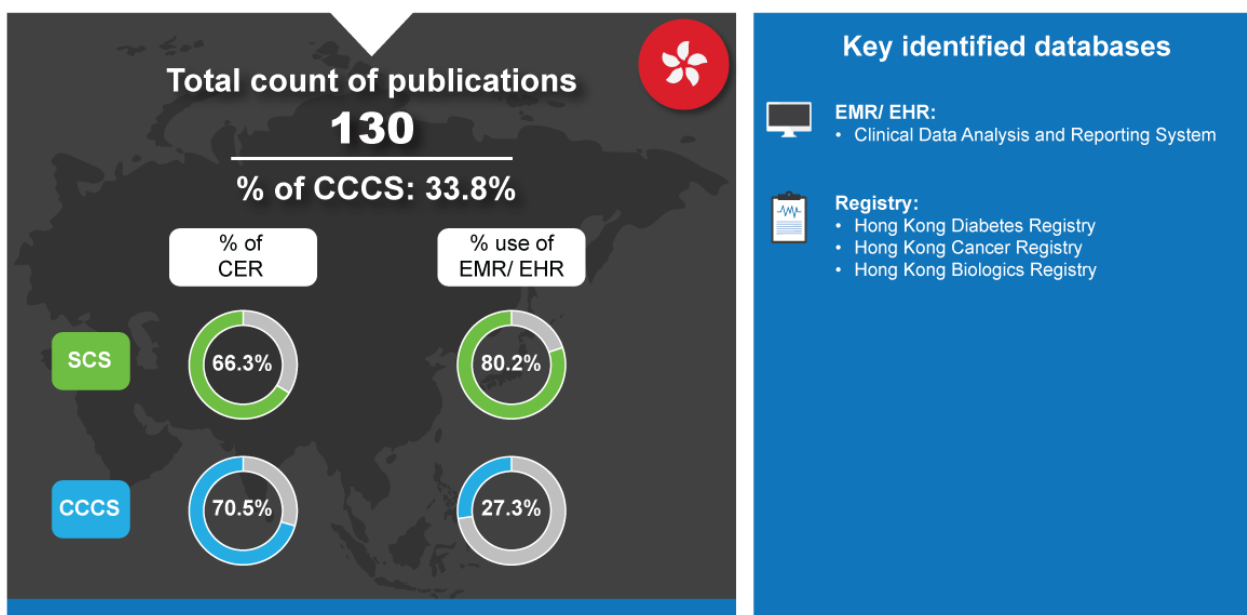 Total count of publications
130
% of CCCS: 33.8%
% of
CER
% use of
EMR/ EHR
SCS
66.3%
80.2%
CCCS
70.5%
27.3%
Key identified databases
EMR/ EHR:
• Clinical Data Analysis and Reporting System
Registry:
• Hong Kong Diabetes Registry
• Hong Kong Cancer Registry
• Hong Kong Biologics Registry